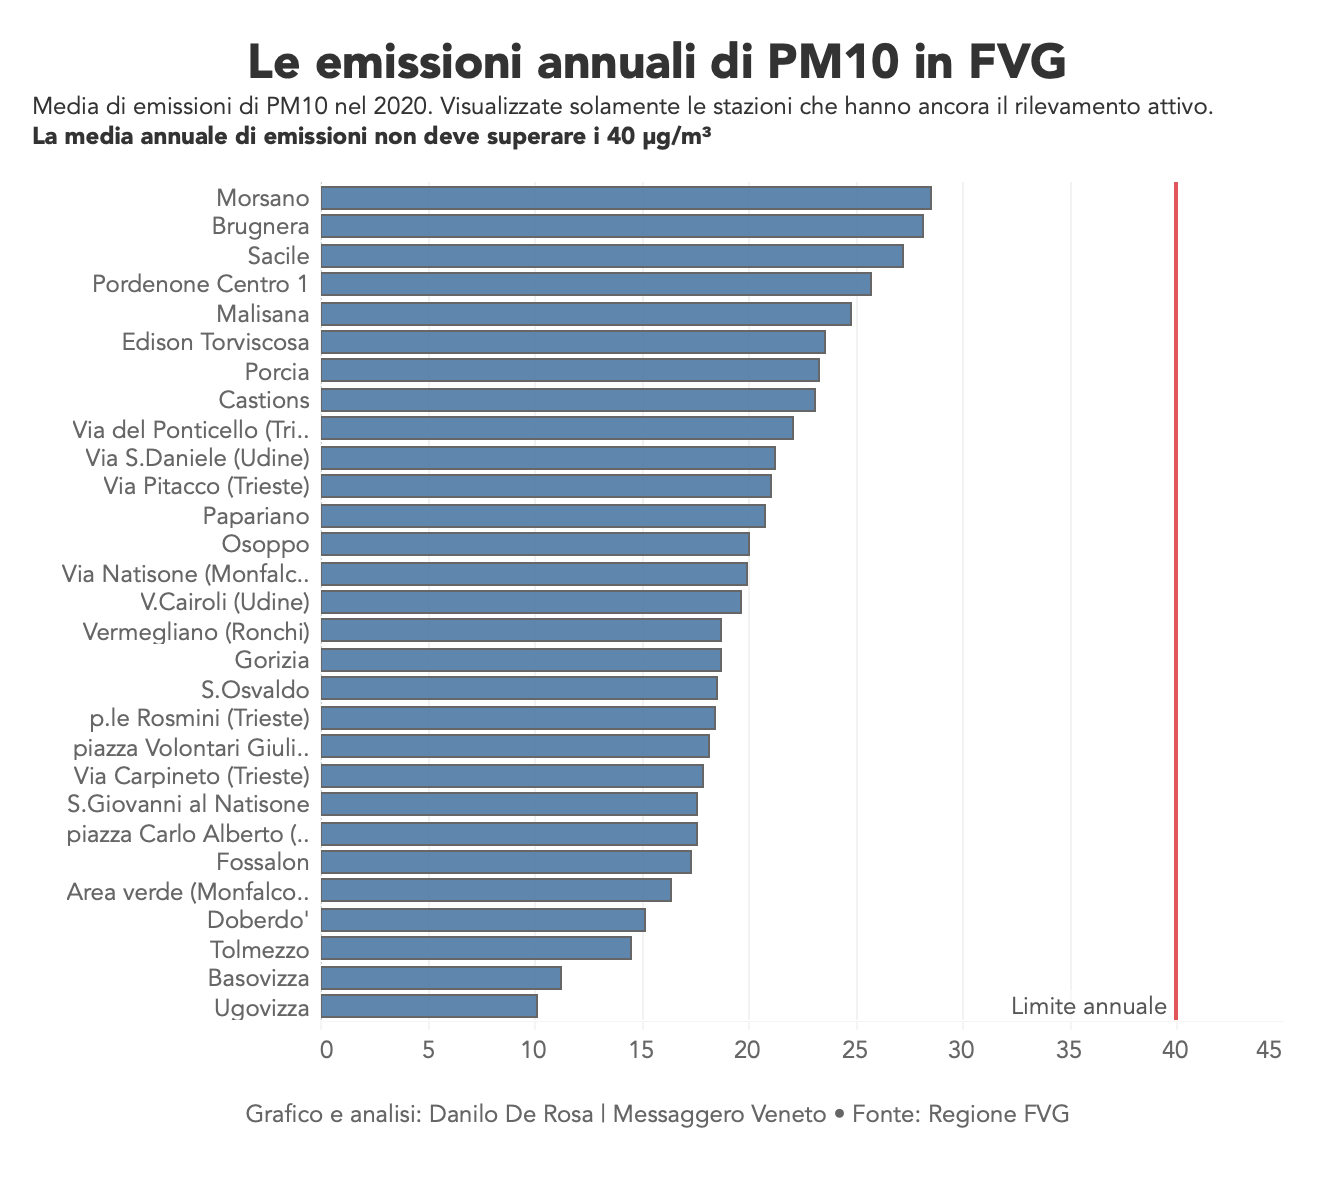 Le emissioni annuali di PM10 in FVG
Media di emissioni di PM10 nel 2020. Visualizzate solamente le stazioni che hanno ancora il rilevamento attivo.
La media annuale di emissioni non deve superare i 40 µg/m³
Morsano
Brugnera
Sacile
Pordenone Centro 1
Malisana
Edison Torviscosa
Porcia
Castions
Via del Ponticello (Tri..
Via S.Daniele (Udine)
Via Pitacco (Trieste)
Papariano
Osoppo
Via Natisone (Monfalc..
V.Cairoli (Udine)
Vermegliano (Ronchi)
Gorizia
S.Osvaldo
p.le Rosmini (Trieste)
piazza Volontari Giuli..
Via Carpineto (Trieste)
S.Giovanni al Natisone
piazza Carlo Alberto (..
Fossalon
Area verde (Monfalco..
Doberdo'
Tolmezzo
Basovizza
Ugovizza
Limite annuale
0 5 10 15 20 25 30 35 40 45
Grafico e analisi: Danilo De Rosa | Messaggero Veneto • Fonte: Regione FVG